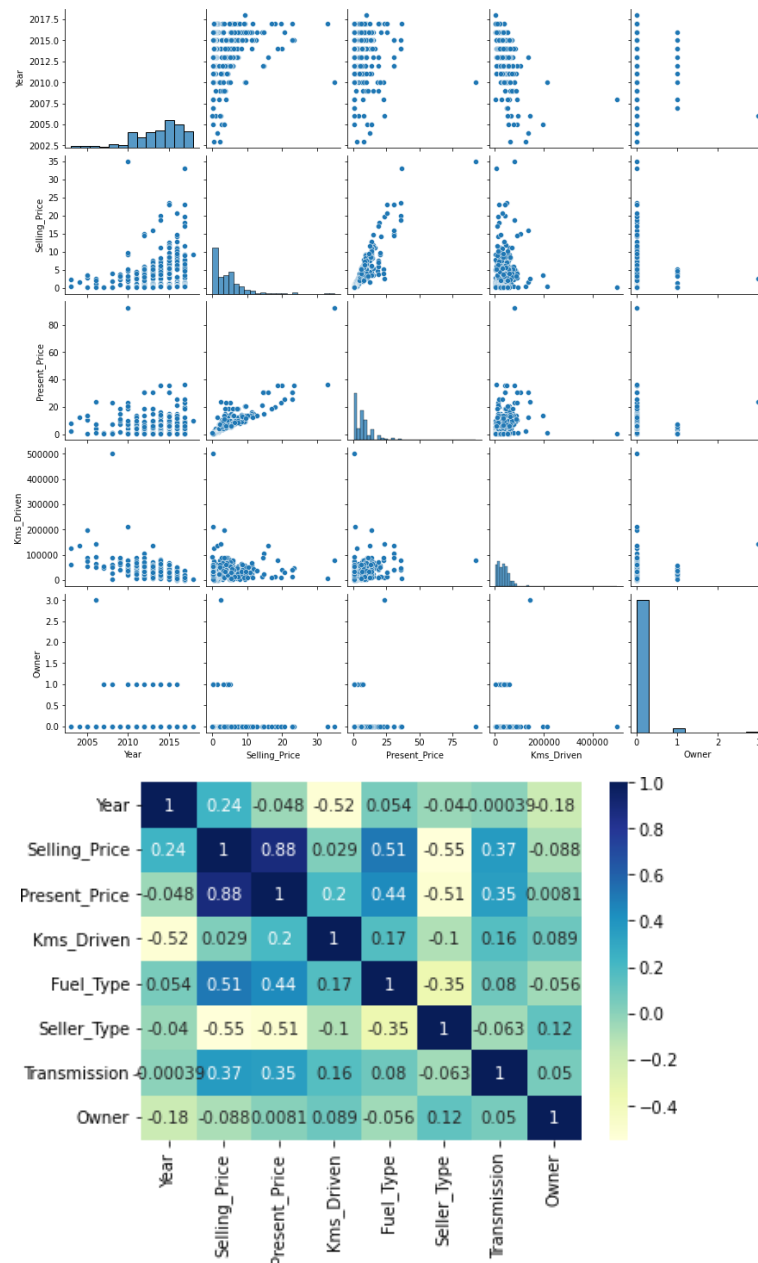 2017.5
2015.0
2012.5
2010.0
2007.5
2005.0
2002.5
Year
35
30
25
20
15
10
5
0
Selling_Price
80
60
40
20
0
Present_Price
500000
400000
300000
200000
100000
0
Kms_Driven
3.0
2.5
2.0
1.5
1.0
0.5
0.0
Owner
2005 2010 2015 0 10 20 30 0 25 50 75 0 200000 400000 0 1 2
Year Selling_Price Present_Price Kms_Driven Owner
Year 1 0.24 -0.048 -0.52 0.054 -0.04 -0.00039 -0.18
Selling_Price 0.24 1 0.88 0.029 0.51 -0.55 0.37 -0.088
Present_Price -0.048 0.88 1 0.2 0.44 -0.51 0.35 0.0081
Kms_Driven -0.52 0.029 0.2 1 0.17 -0.1 0.16 0.089
Fuel_Type 0.054 0.51 0.44 0.17 1 -0.35 0.08 -0.056
Seller_Type -0.04 -0.55 -0.51 -0.1 -0.35 1 -0.063 0.12
Transmission -0.00039 0.37 0.35 0.16 0.08 -0.063 1 0.05
Owner -0.18 -0.088 0.0081 0.089 -0.056 0.12 0.05 1
Year Selling_Price Present_Price Kms_Driven Fuel_Type Seller_Type Transmission Owner
1.0
0.8
0.6
0.4
0.2
0.0
−0.2
−0.4